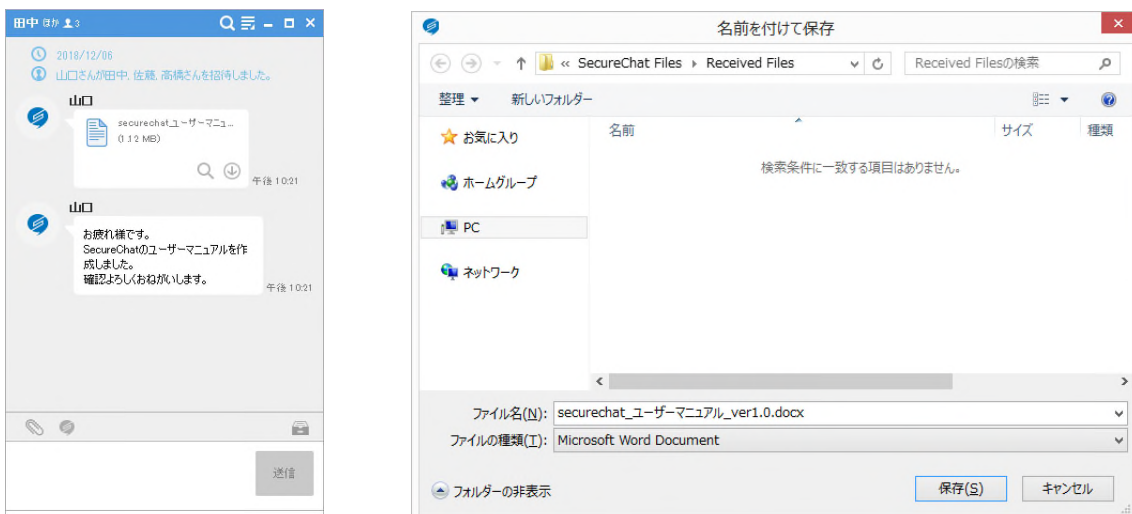 田中 ほか 3
2018/12/06
山口さんが田中, 佐藤, 高橋さんを招待しました。
山口
securechat_ユーザーマニュ...
(1.12 MB)
午後 10:21
山口
お疲れ様です。
SecureChatのユーザーマニュアルを作
成しました。
確認よろしくおねがいします。
午後 10:21
送信
名前を付けて保存
« SecureChat Files Received Files
Received Filesの検索
整理 新しいフォルダー
名前 サイズ 種類
検索条件に一致する項目はありません。
お気に入り
ホームグループ
PC
ネットワーク
ファイル名(N): securechat_ユーザーマニュアル_ver1.0.docx
ファイルの種類(T): Microsoft Word Document
フォルダーの非表示
保存(S) キャンセル